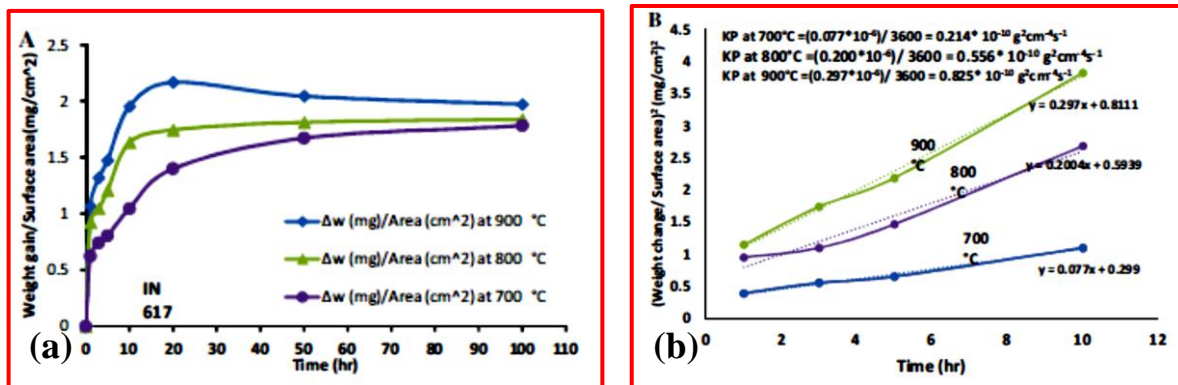 A
Weight gain/Surface area(mg/cm^2)
2.5
2
1.5
1
0.5
0
Δw (mg)/Area (cm^2) at 900 °C
Δw (mg)/Area (cm^2) at 800 °C
Δw (mg)/Area (cm^2) at 700 °C
IN
617
0 10 20 30 40 50 60 70 80 90 100 110
Time (hr)
(a)
B
(Weight change/ Surface area)² (mg/cm²)²
4.5
4
3.5
3
2.5
2
1.5
1
0.5
0
KP at 700°C =(0.077*10⁻⁶)/ 3600 = 0.214* 10⁻¹⁰ g²cm⁻⁴s⁻¹
KP at 800°C =(0.200*10⁻⁶)/ 3600 = 0.556* 10⁻¹⁰ g²cm⁻⁴s⁻¹
KP at 900°C =(0.297*10⁻⁶)/ 3600 = 0.825* 10⁻¹⁰ g²cm⁻⁴s⁻¹
y = 0.297x + 0.8111
900
°C
y = 0.2004x + 0.5939
800
°C
700
°C
y = 0.077x + 0.299
0 2 4 6 8 10 12
Time (hr)
(b)